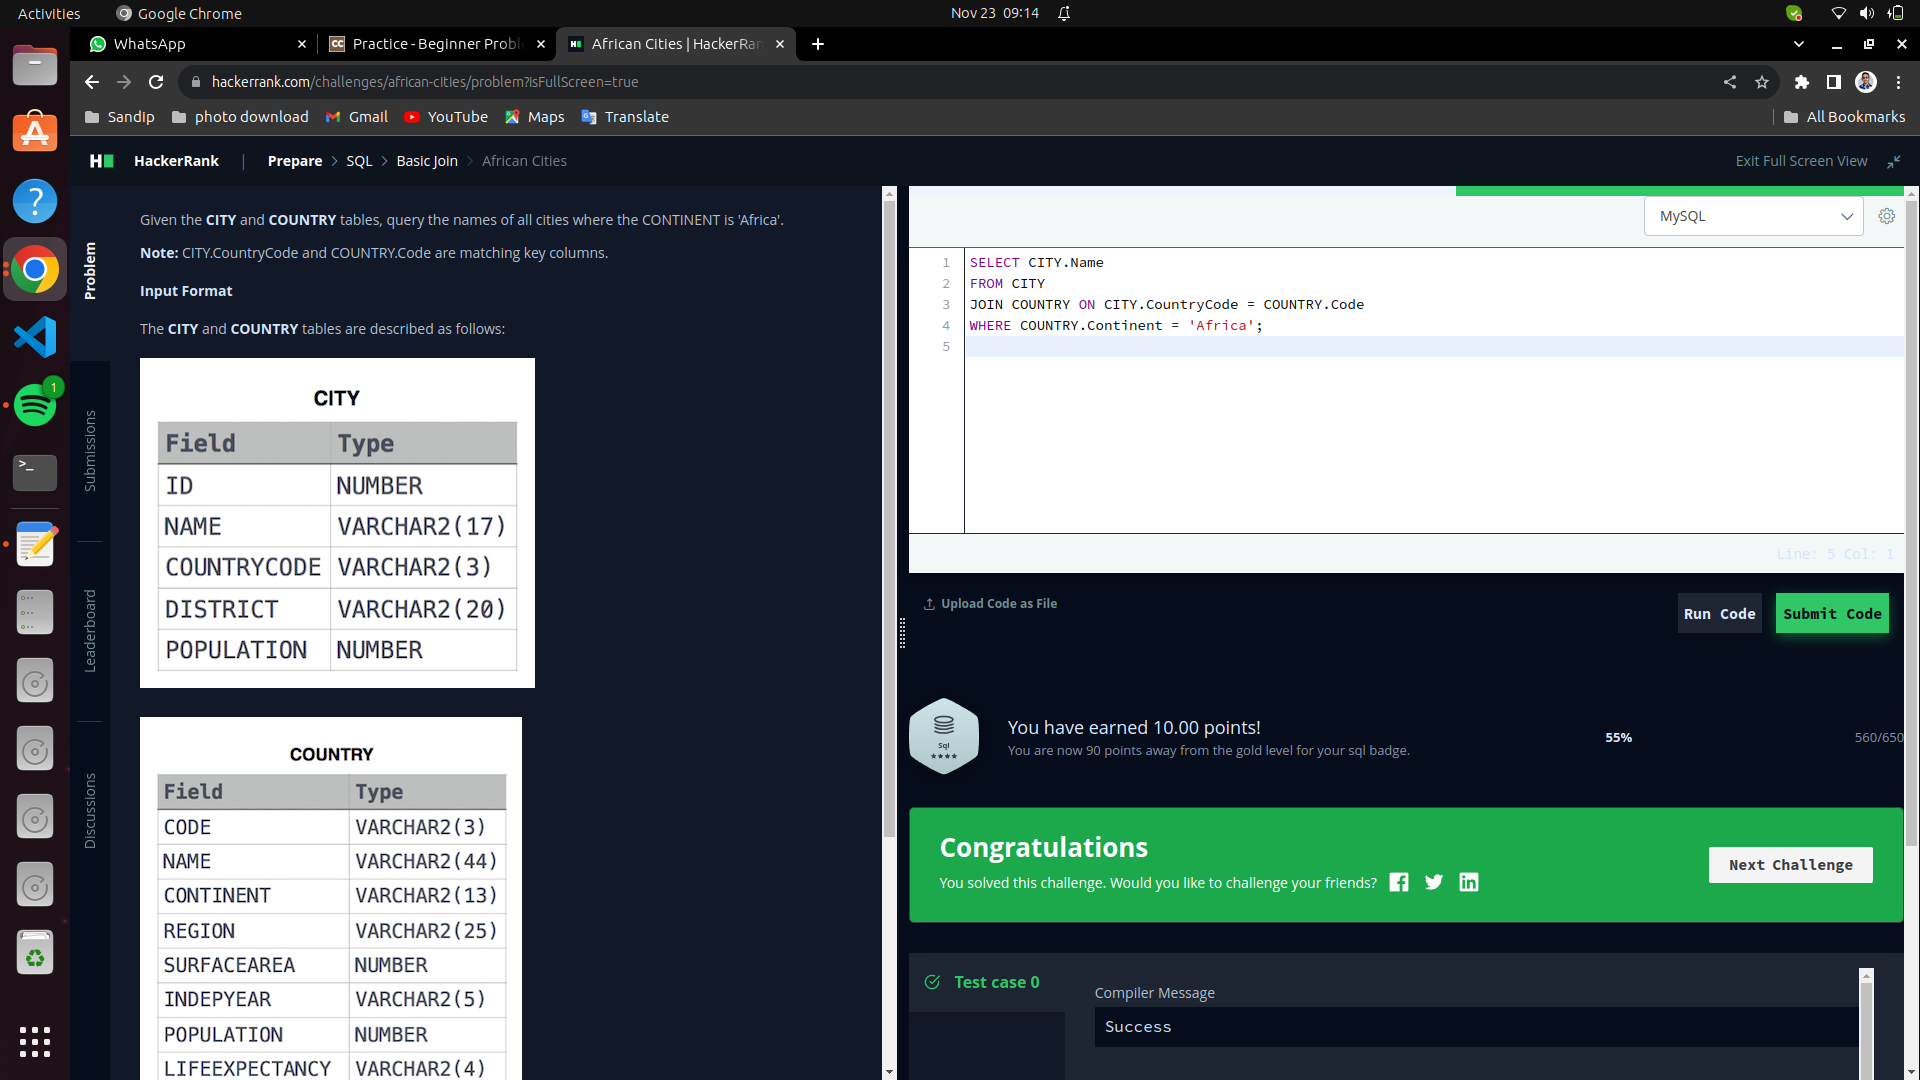 Activities
Google Chrome
Nov 23 09:14
WhatsApp
Practice - Beginner Probl
African Cities | HackerRan
hackerrank.com/challenges/african-cities/problem?isFullScreen=true
Sandip
photo download
Gmail
YouTube
Maps
Translate
All Bookmarks
HackerRank | Prepare > SQL > Basic Join > African Cities
Exit Full Screen View
Problem
Submissions
Leaderboard
Discussions
Given the CITY and COUNTRY tables, query the names of all cities where the CONTINENT is 'Africa'.
Note: CITY.CountryCode and COUNTRY.Code are matching key columns.
Input Format
The CITY and COUNTRY tables are described as follows:
CITY
Field Type
ID NUMBER
NAME VARCHAR2(17)
COUNTRYCODE VARCHAR2(3)
DISTRICT VARCHAR2(20)
POPULATION NUMBER
COUNTRY
Field Type
CODE VARCHAR2(3)
NAME VARCHAR2(44)
CONTINENT VARCHAR2(13)
REGION VARCHAR2(25)
SURFACEAREA NUMBER
INDEPYEAR VARCHAR2(5)
POPULATION NUMBER
LIFEEXPECTANCY VARCHAR2(4)
MySQL
1 SELECT CITY.Name
2 FROM CITY
3 JOIN COUNTRY ON CITY.CountryCode = COUNTRY.Code
4 WHERE COUNTRY.Continent = 'Africa';
5
Line: 5 Col: 1
Upload Code as File
Run Code
Submit Code
Sql
You have earned 10.00 points!
You are now 90 points away from the gold level for your sql badge.
55%
560/650
Congratulations
You solved this challenge. Would you like to challenge your friends?
Next Challenge
Test case 0
Compiler Message
Success
1